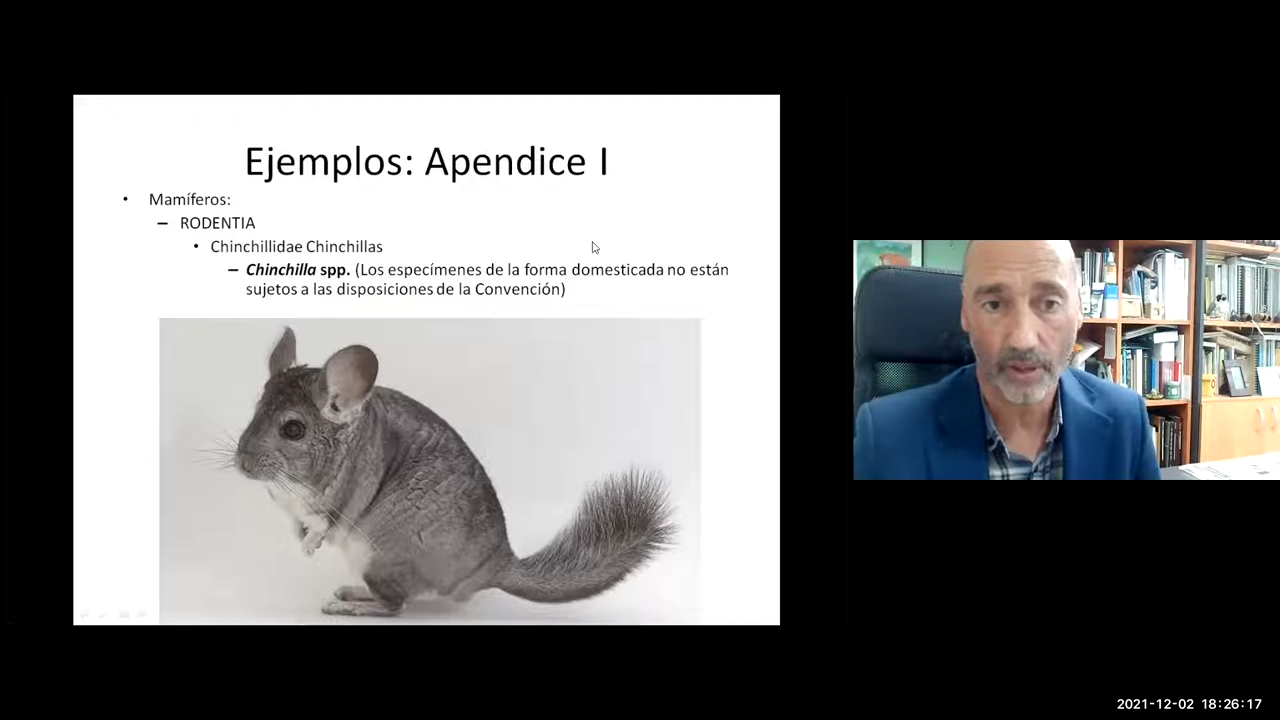 Ejemplos: Apendice I
• Mamíferos:
– RODENTIA
• Chinchillidae Chinchillas
– Chinchilla spp. (Los especímenes de la forma domesticada no están
sujetos a las disposiciones de la Convención)
2021-12-02 18:26:17